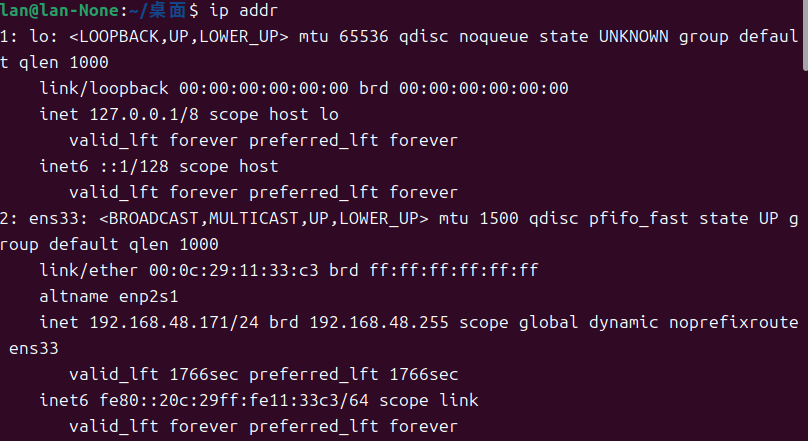 lan@lan-None:~/桌面$ ip addr
1: lo: <LOOPBACK,UP,LOWER_UP> mtu 65536 qdisc noqueue state UNKNOWN group defaul
t qlen 1000
    link/loopback 00:00:00:00:00:00 brd 00:00:00:00:00:00
    inet 127.0.0.1/8 scope host lo
       valid_lft forever preferred_lft forever
    inet6 ::1/128 scope host
       valid_lft forever preferred_lft forever
2: ens33: <BROADCAST,MULTICAST,UP,LOWER_UP> mtu 1500 qdisc pfifo_fast state UP g
roup default qlen 1000
    link/ether 00:0c:29:11:33:c3 brd ff:ff:ff:ff:ff:ff
    altname enp2s1
    inet 192.168.48.171/24 brd 192.168.48.255 scope global dynamic noprefixroute
 ens33
       valid_lft 1766sec preferred_lft 1766sec
    inet6 fe80::20c:29ff:fe11:33c3/64 scope link
       valid_lft forever preferred_lft forever